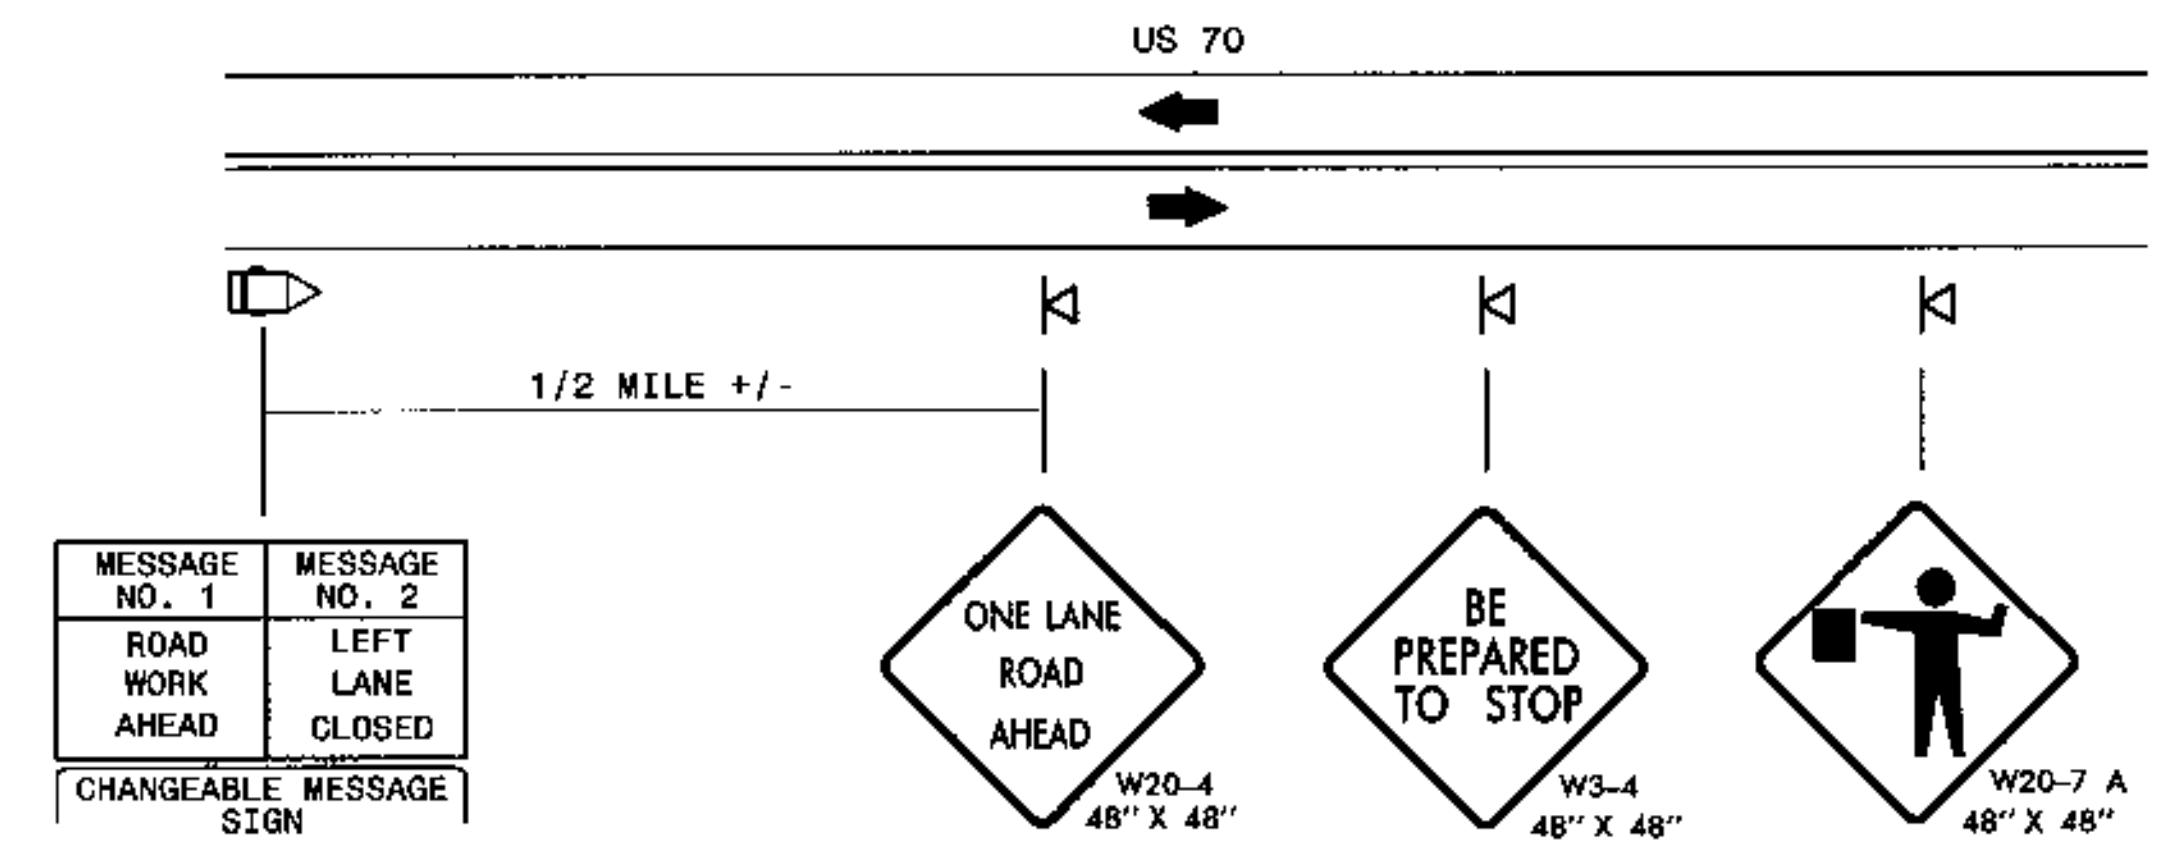 US 70
1/2 MILE +/-
MESSAGE NO. 1
MESSAGE NO. 2
ROAD
WORK
AHEAD
LEFT
LANE
CLOSED
CHANGEABLE MESSAGE
SIGN
ONE LANE
ROAD
AHEAD
W20-4
48" X 48"
BE
PREPARED
TO STOP
W3-4
48" X 48"
W20-7 A
48" X 48"